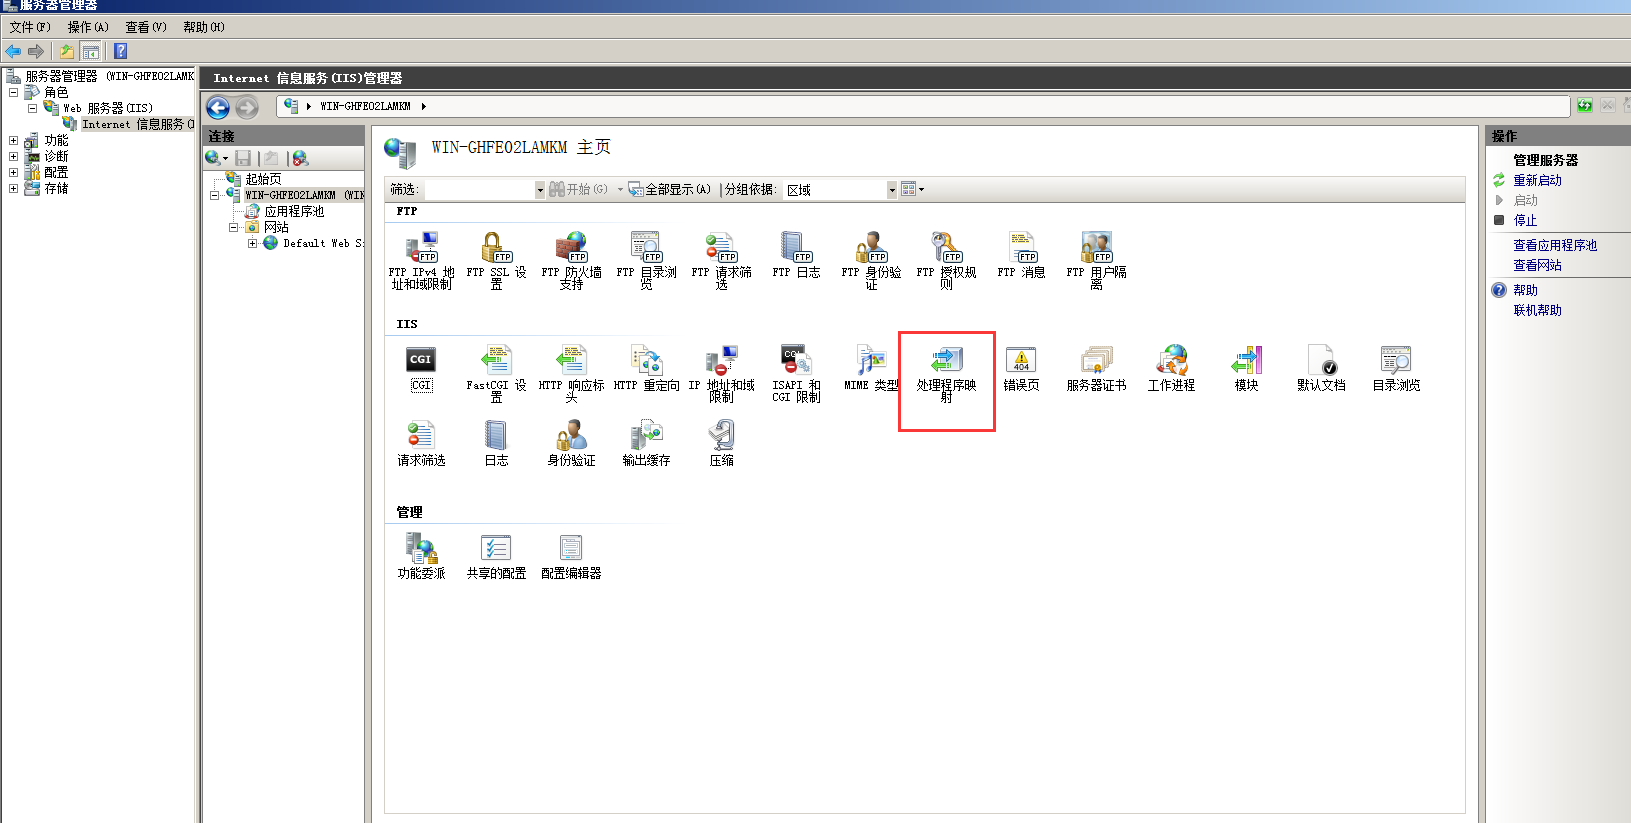 服务器管理器
文件(F) 操作(A) 查看(V) 帮助(H)
服务器管理器 (WIN-GHFEO2LAMK
角色
Web 服务器(IIS)
Internet 信息服务(I
功能
诊断
配置
存储
Internet 信息服务(IIS)管理器
WIN-GHFEO2LAMKM
连接
起始页
WIN-GHFEO2LAMKM (WIN
应用程序池
网站
Default Web Si
WIN-GHFEO2LAMKM 主页
筛选: 开始(G) 全部显示(A) 分组依据: 区域
FTP
FTP IPv4 地址和域限制
FTP SSL 设置
FTP 防火墙支持
FTP 目录浏览
FTP 请求筛选
FTP 日志
FTP 身份验证
FTP 授权规则
FTP 消息
FTP 用户隔离
IIS
CGI
CGI
FastCGI 设置
HTTP 响应标头
HTTP 重定向
IP 地址和域限制
ISAPI 和 CGI 限制
MIME 类型
处理程序映射
404
错误页
服务器证书
工作进程
模块
默认文档
目录浏览
请求筛选
日志
身份验证
输出缓存
压缩
管理
功能委派
共享的配置
配置编辑器
操作
管理服务器
重新启动
启动
停止
查看应用程序池
查看网站
帮助
联机帮助